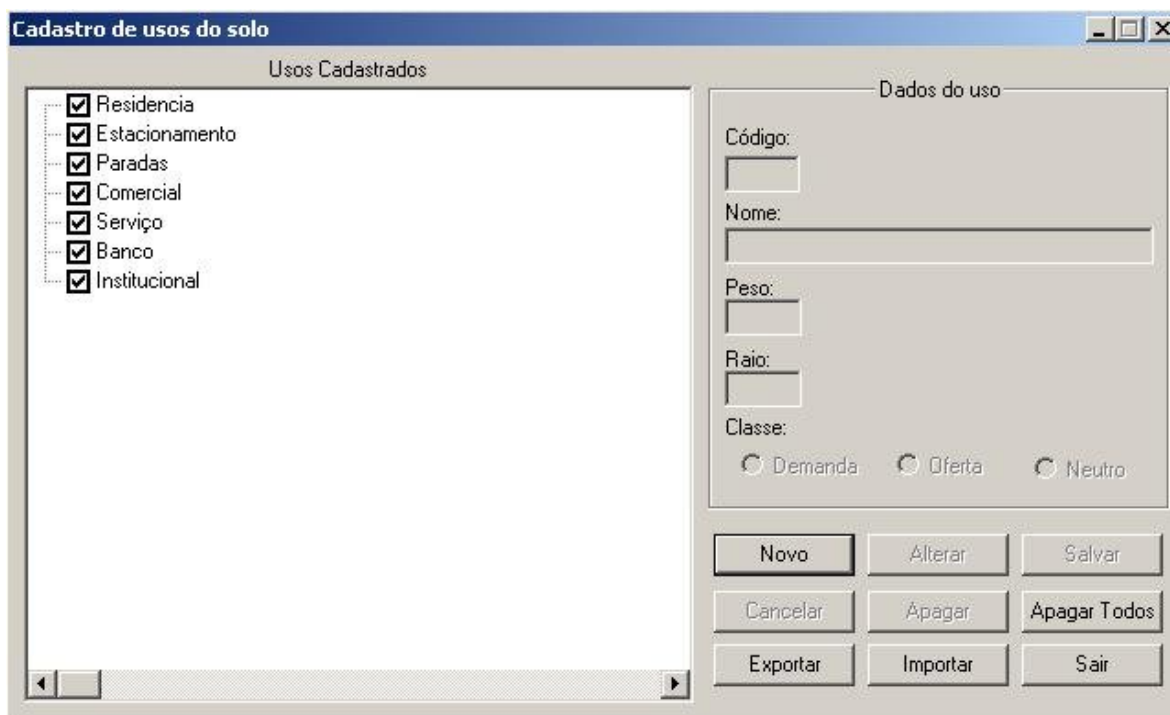 Cadastro de usos do solo
Usos Cadastrados
Residencia
Estacionamento
Paradas
Comercial
Serviço
Banco
Institucional
Dados do uso
Código:
Nome:
Peso:
Raio:
Classe:
Demanda Oferta Neutro
Novo Alterar Salvar
Cancelar Apagar Apagar Todos
Exportar Importar Sair